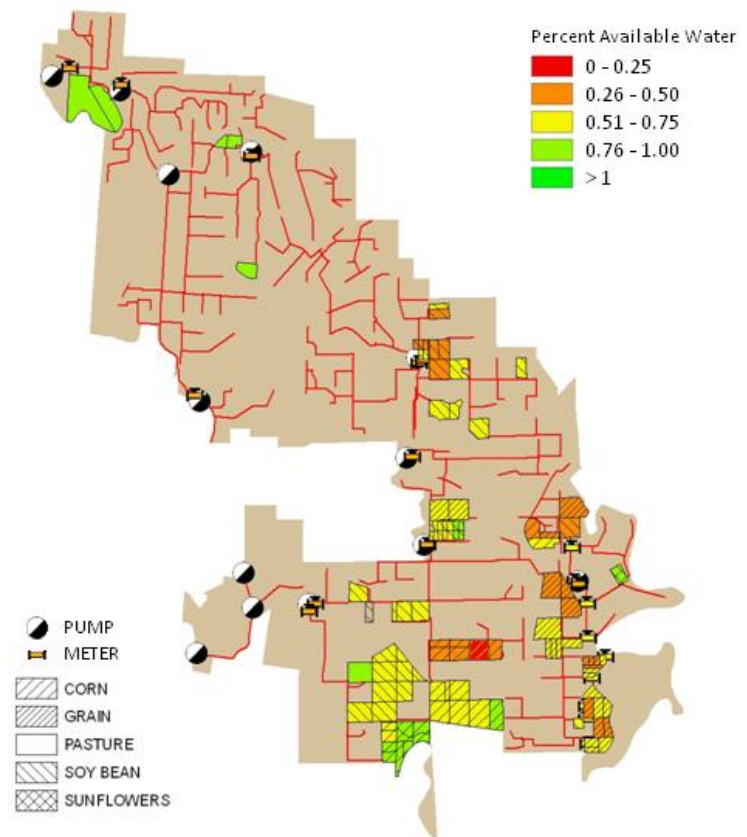 Percent Available Water
0 - 0.25
0.26 - 0.50
0.51 - 0.75
0.76 - 1.00
> 1
PUMP
METER
CORN
GRAIN
PASTURE
SOY BEAN
SUNFLOWERS